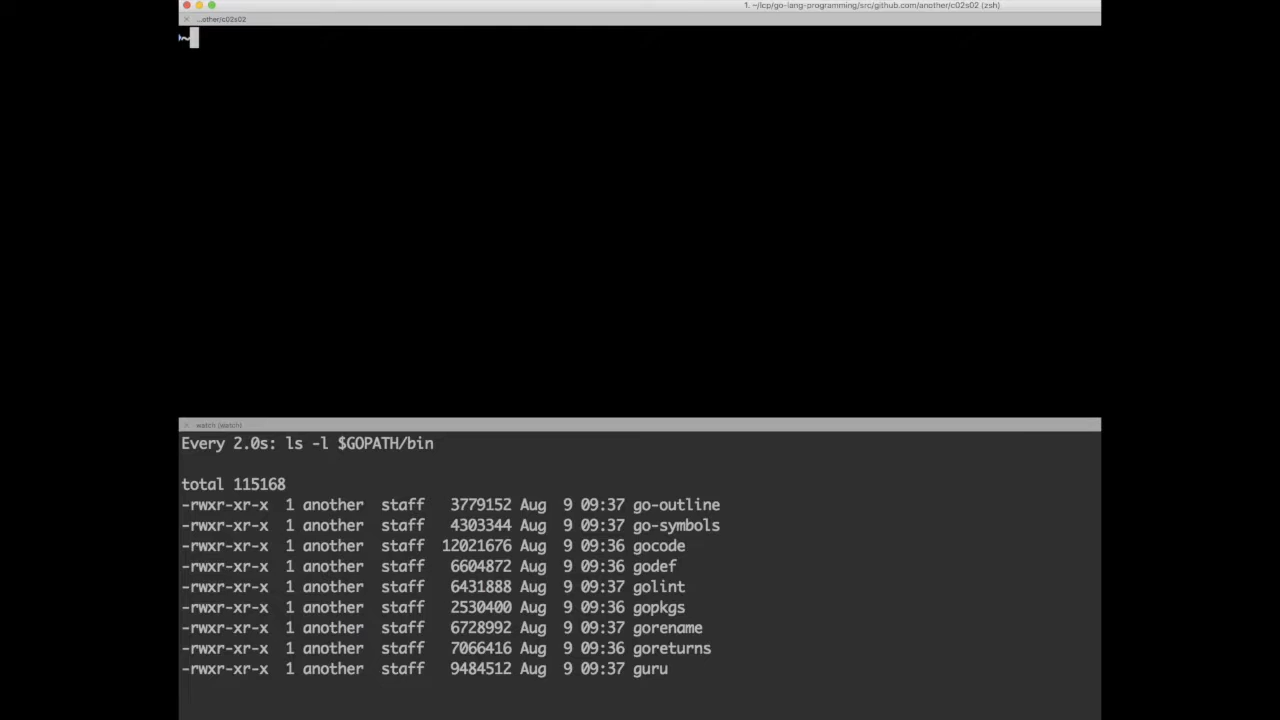 1. ~/lcp/go-lang-programming/src/github.com/another/c02s02 (zsh)
× ...other/c02s02
~
× watch (watch)
Every 2.0s: ls -l $GOPATH/bin
total 115168
-rwxr-xr-x 1 another staff 3779152 Aug 9 09:37 go-outline
-rwxr-xr-x 1 another staff 4303344 Aug 9 09:37 go-symbols
-rwxr-xr-x 1 another staff 12021676 Aug 9 09:36 gocode
-rwxr-xr-x 1 another staff 6604872 Aug 9 09:36 godef
-rwxr-xr-x 1 another staff 6431888 Aug 9 09:37 golint
-rwxr-xr-x 1 another staff 2530400 Aug 9 09:36 gopkgs
-rwxr-xr-x 1 another staff 6728992 Aug 9 09:37 gorename
-rwxr-xr-x 1 another staff 7066416 Aug 9 09:36 goreturns
-rwxr-xr-x 1 another staff 9484512 Aug 9 09:37 guru